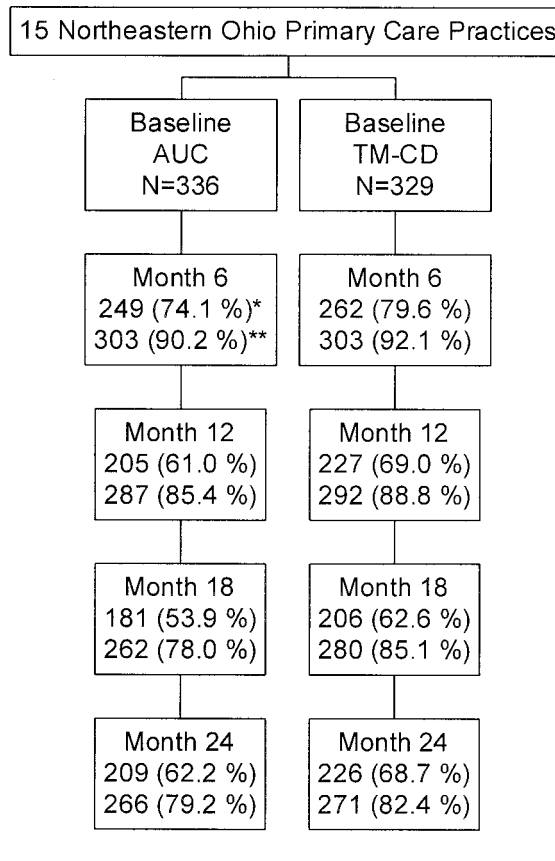 15 Northeastern Ohio Primary Care Practices
Baseline
AUC
N=336
Baseline
TM-CD
N=329
Month 6
249 (74.1 %)*
303 (90.2 %)**
Month 6
262 (79.6 %)
303 (92.1 %)
Month 12
205 (61.0 %)
287 (85.4 %)
Month 12
227 (69.0 %)
292 (88.8 %)
Month 18
181 (53.9 %)
262 (78.0 %)
Month 18
206 (62.6 %)
280 (85.1 %)
Month 24
209 (62.2 %)
266 (79.2 %)
Month 24
226 (68.7 %)
271 (82.4 %)